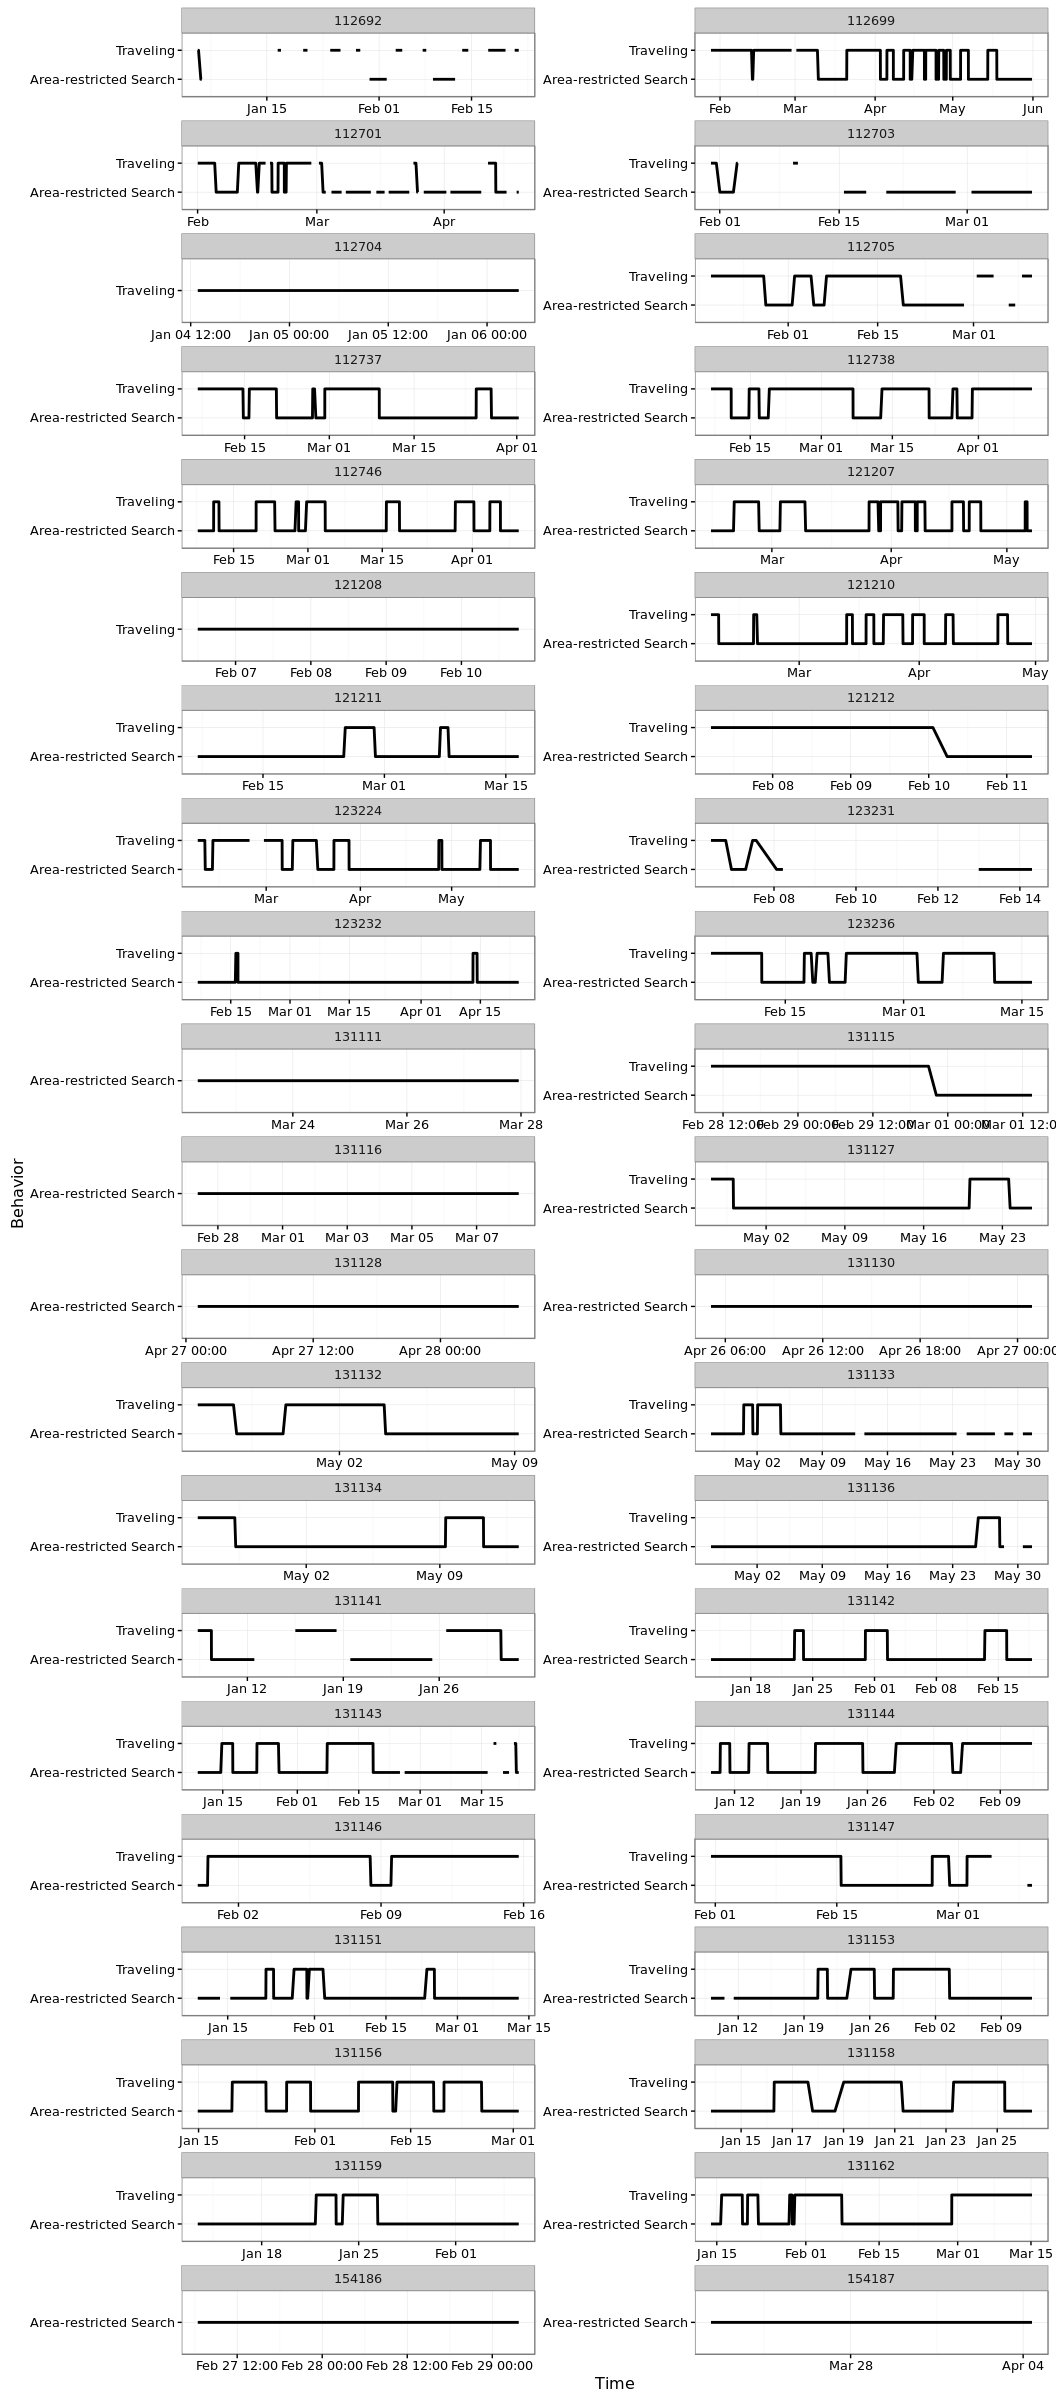 112692
112699
Traveling
Area-restricted Search
Traveling
Area-restricted Search
Jan 15 Feb 01 Feb 15
Feb Mar Apr May Jun
112701
112703
Traveling
Area-restricted Search
Traveling
Area-restricted Search
Feb Mar Apr
Feb 01 Feb 15 Mar 01
112704
112705
Traveling
Traveling
Area-restricted Search
Jan 04 12:00 Jan 05 00:00 Jan 05 12:00 Jan 06 00:00
Feb 01 Feb 15 Mar 01
112737
112738
Traveling
Area-restricted Search
Traveling
Area-restricted Search
Feb 15 Mar 01 Mar 15 Apr 01
Feb 15 Mar 01 Mar 15 Apr 01
112746
121207
Traveling
Area-restricted Search
Traveling
Area-restricted Search
Feb 15 Mar 01 Mar 15 Apr 01
Mar Apr May
121208
121210
Traveling
Traveling
Area-restricted Search
Feb 07 Feb 08 Feb 09 Feb 10
Mar Apr May
121211
121212
Traveling
Area-restricted Search
Traveling
Area-restricted Search
Feb 15 Mar 01 Mar 15
Feb 08 Feb 09 Feb 10 Feb 11
123224
123231
Traveling
Area-restricted Search
Traveling
Area-restricted Search
Mar Apr May
Feb 08 Feb 10 Feb 12 Feb 14
123232
123236
Traveling
Area-restricted Search
Traveling
Area-restricted Search
Feb 15 Mar 01 Mar 15 Apr 01 Apr 15
Feb 15 Mar 01 Mar 15
131111
131115
Area-restricted Search
Traveling
Area-restricted Search
Mar 24 Mar 26 Mar 28
Feb 28 12:00 Feb 29 00:00 Feb 29 12:00 Mar 01 00:00 Mar 01 12:0
131116
131127
Area-restricted Search
Traveling
Area-restricted Search
Feb 28 Mar 01 Mar 03 Mar 05 Mar 07
May 02 May 09 May 16 May 23
131128
131130
Area-restricted Search
Area-restricted Search
Apr 27 00:00 Apr 27 12:00 Apr 28 00:00
Apr 26 06:00 Apr 26 12:00 Apr 26 18:00 Apr 27 00:00
131132
131133
Traveling
Area-restricted Search
Traveling
Area-restricted Search
May 02 May 09
May 02 May 09 May 16 May 23 May 30
131134
131136
Traveling
Area-restricted Search
Traveling
Area-restricted Search
May 02 May 09
May 02 May 09 May 16 May 23 May 30
131141
131142
Traveling
Area-restricted Search
Traveling
Area-restricted Search
Jan 12 Jan 19 Jan 26
Jan 18 Jan 25 Feb 01 Feb 08 Feb 15
131143
131144
Traveling
Area-restricted Search
Traveling
Area-restricted Search
Jan 15 Feb 01 Feb 15 Mar 01 Mar 15
Jan 12 Jan 19 Jan 26 Feb 02 Feb 09
131146
131147
Traveling
Area-restricted Search
Traveling
Area-restricted Search
Feb 02 Feb 09 Feb 16
Feb 01 Feb 15 Mar 01
131151
131153
Traveling
Area-restricted Search
Traveling
Area-restricted Search
Jan 15 Feb 01 Feb 15 Mar 01 Mar 15
Jan 12 Jan 19 Jan 26 Feb 02 Feb 09
131156
131158
Traveling
Area-restricted Search
Traveling
Area-restricted Search
Jan 15 Feb 01 Feb 15 Mar 01
Jan 15 Jan 17 Jan 19 Jan 21 Jan 23 Jan 25
131159
131162
Traveling
Area-restricted Search
Traveling
Area-restricted Search
Jan 18 Jan 25 Feb 01
Jan 15 Feb 01 Feb 15 Mar 01 Mar 15
154186
154187
Area-restricted Search
Area-restricted Search
Feb 27 12:00 Feb 28 00:00 Feb 28 12:00 Feb 29 00:00
Mar 28 Apr 04
Behavior
Time